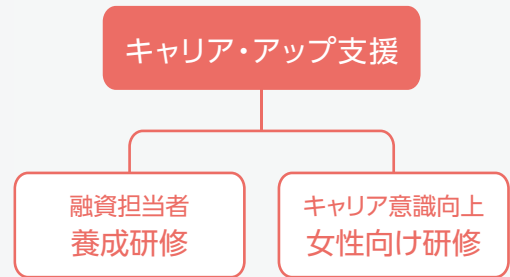 キャリア・アップ支援
融資担当者
養成研修
キャリア意識向上
女性向け研修